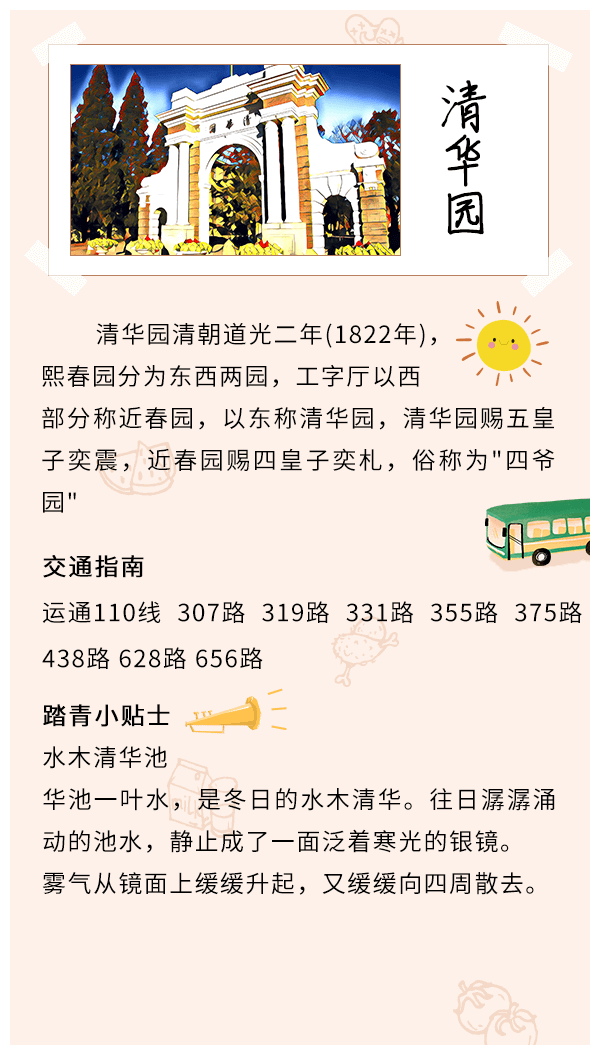 清华园
園華清
清华园清朝道光二年(1822年)，
熙春园分为东西两园，工字厅以西
部分称近春园，以东称清华园，清华园赐五皇
子奕震，近春园赐四皇子奕札，俗称为"四爷
园"
交通指南
运通110线 307路 319路 331路 355路 375路
438路 628路 656路
踏青小贴士
水木清华池
华池一叶水，是冬日的水木清华。往日潺潺涌
动的池水，静止成了一面泛着寒光的银镜。
雾气从镜面上缓缓升起，又缓缓向四周散去。